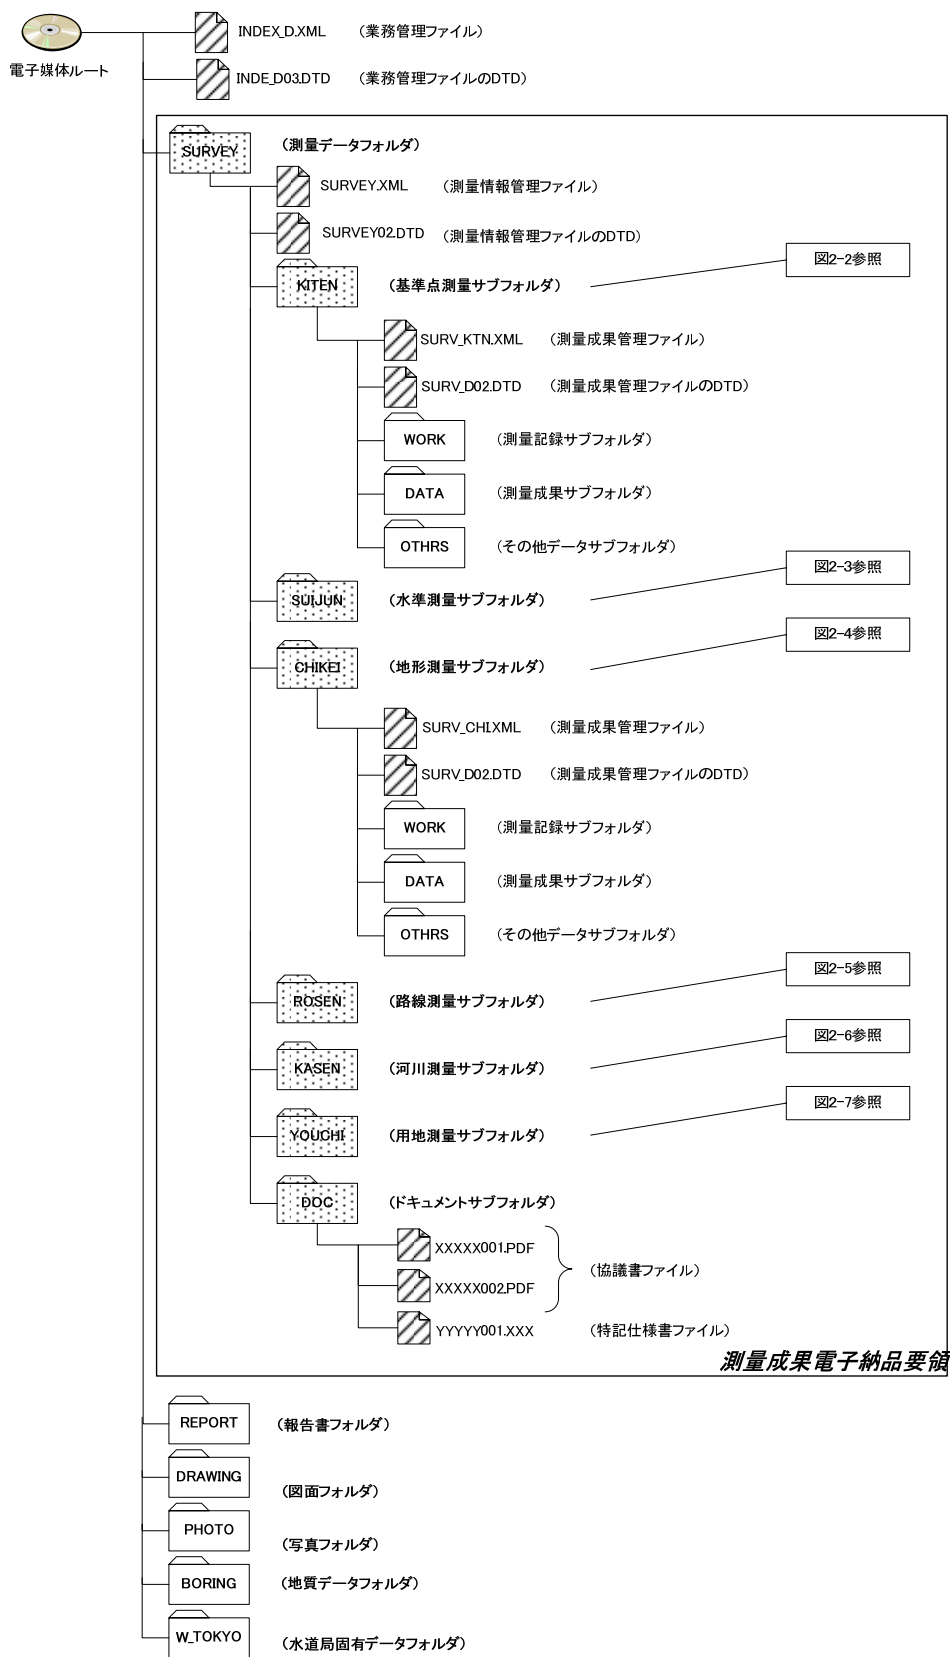 INDEX_D.XML （業務管理ファイル）
電子媒体ルート
INDE_D03.DTD （業務管理ファイルのDTD）
SURVEY （測量データフォルダ）
SURVEY.XML （測量情報管理ファイル）
SURVEY02.DTD （測量情報管理ファイルのDTD）
図2-2参照
KITEN （基準点測量サブフォルダ）
SURV_KTN.XML （測量成果管理ファイル）
SURV_D02.DTD （測量成果管理ファイルのDTD）
WORK （測量記録サブフォルダ）
DATA （測量成果サブフォルダ）
OTHRS （その他データサブフォルダ）
図2-3参照
SUIJUN （水準測量サブフォルダ）
図2-4参照
CHIKEI （地形測量サブフォルダ）
SURV_CHI.XML （測量成果管理ファイル）
SURV_D02.DTD （測量成果管理ファイルのDTD）
WORK （測量記録サブフォルダ）
DATA （測量成果サブフォルダ）
OTHRS （その他データサブフォルダ）
図2-5参照
ROSEN （路線測量サブフォルダ）
図2-6参照
KASEN （河川測量サブフォルダ）
図2-7参照
YOUCHI （用地測量サブフォルダ）
DOC （ドキュメントサブフォルダ）
XXXXX001.PDF
（協議書ファイル）
XXXXX002.PDF
YYYYY001.XXX （特記仕様書ファイル）
測量成果電子納品要領
REPORT （報告書フォルダ）
DRAWING （図面フォルダ）
PHOTO （写真フォルダ）
BORING （地質データフォルダ）
W_TOKYO （水道局固有データフォルダ）